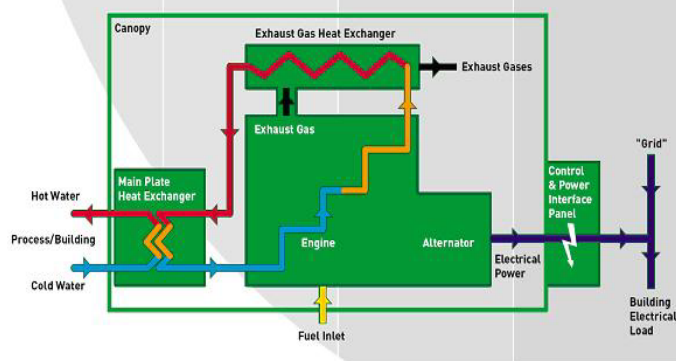 Canopy
Exhaust Gas Heat Exchanger
Exhaust Gases
Exhaust Gas
"Grid"
Main Plate
Heat Exchanger
Control
& Power
Interface
Panel
Hot Water
Process/Building
Engine
Alternator
Electrical
Power
Cold Water
Building
Electrical
Load
Fuel Inlet